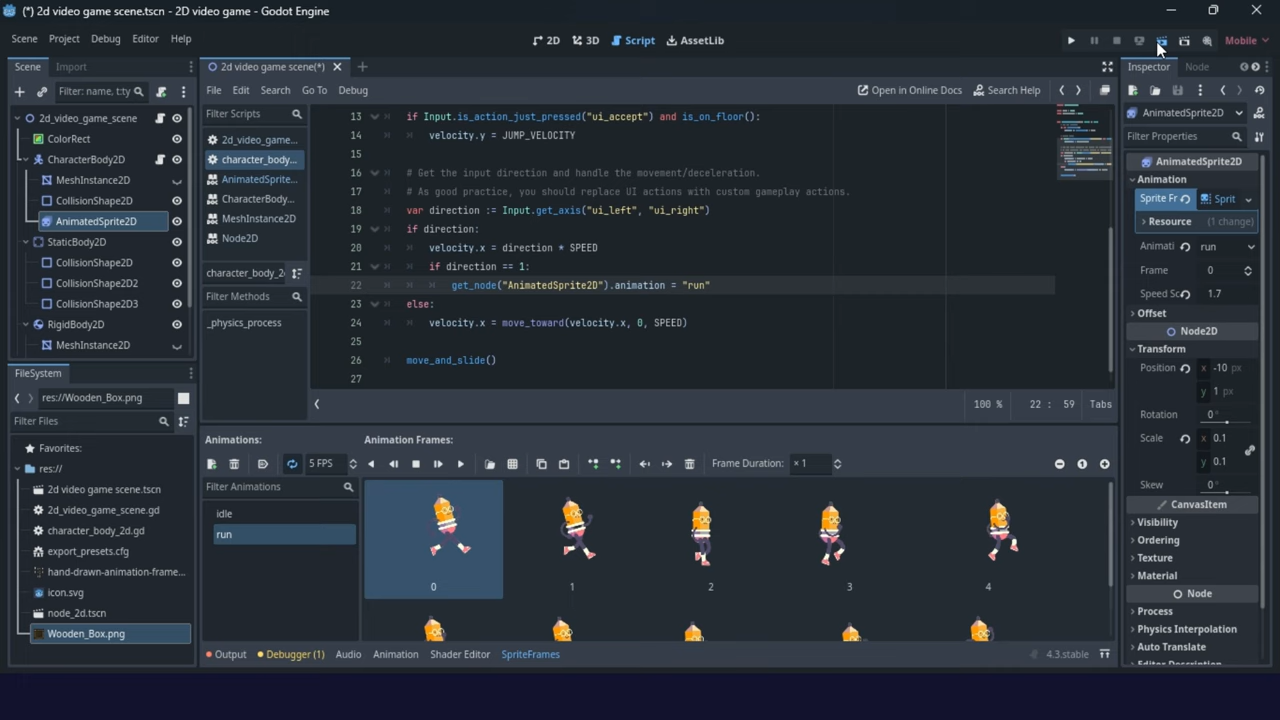 (*) 2d video game scene.tscn - 2D video game - Godot Engine
Scene Project Debug Editor Help
2D 3D Script AssetLib
Mobile
Scene Import
Filter: name, t:ty
2d_video_game_scene
ColorRect
CharacterBody2D
MeshInstance2D
CollisionShape2D
AnimatedSprite2D
StaticBody2D
CollisionShape2D
CollisionShape2D2
CollisionShape2D3
RigidBody2D
MeshInstance2D
FileSystem
res://Wooden_Box.png
Filter Files
Favorites:
res://
2d video game scene.tscn
2d_video_game_scene.gd
character_body_2d.gd
export_presets.cfg
hand-drawn-animation-frame...
icon.svg
node_2d.tscn
Wooden_Box.png
2d video game scene(*)
File Edit Search Go To Debug
Open in Online Docs Search Help
Filter Scripts
2d_video_game...
character_body...
AnimatedSprite...
CharacterBody...
MeshInstance2D
Node2D
character_body_2
Filter Methods
_physics_process
13 if Input.is_action_just_pressed("ui_accept") and is_on_floor():
14 velocity.y = JUMP_VELOCITY
15
16 # Get the input direction and handle the movement/deceleration.
17 # As good practice, you should replace UI actions with custom gameplay actions.
18 var direction := Input.get_axis("ui_left", "ui_right")
19 if direction:
20 velocity.x = direction * SPEED
21 if direction == 1:
22 get_node("AnimatedSprite2D").animation = "run"
23 else:
24 velocity.x = move_toward(velocity.x, 0, SPEED)
25
26 move_and_slide()
27
100 % 22 : 59 Tabs
Animations:
5 FPS
Filter Animations
idle
run
Animation Frames:
Frame Duration: ×1
0 1 2 3 4
Output Debugger (1) Audio Animation Shader Editor SpriteFrames
4.3.stable
Inspector Node
AnimatedSprite2D
Filter Properties
AnimatedSprite2D
Animation
Sprite Fr Sprit
Resource (1 change)
Animati run
Frame 0
Speed Sc 1.7
Offset
Node2D
Transform
Position x -10 px
y 1 px
Rotation 0°
Scale x 0.1
y 0.1
Skew 0°
CanvasItem
Visibility
Ordering
Texture
Material
Node
Process
Physics Interpolation
Auto Translate
Editor Description